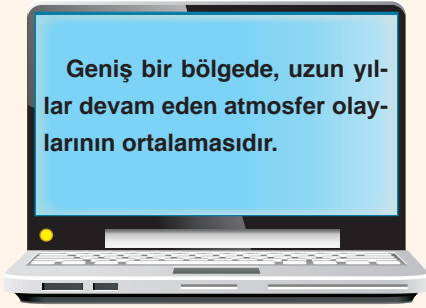 Geniş bir bölgede, uzun yıl-
lar devam eden atmosfer olay-
larının ortalamasıdır.